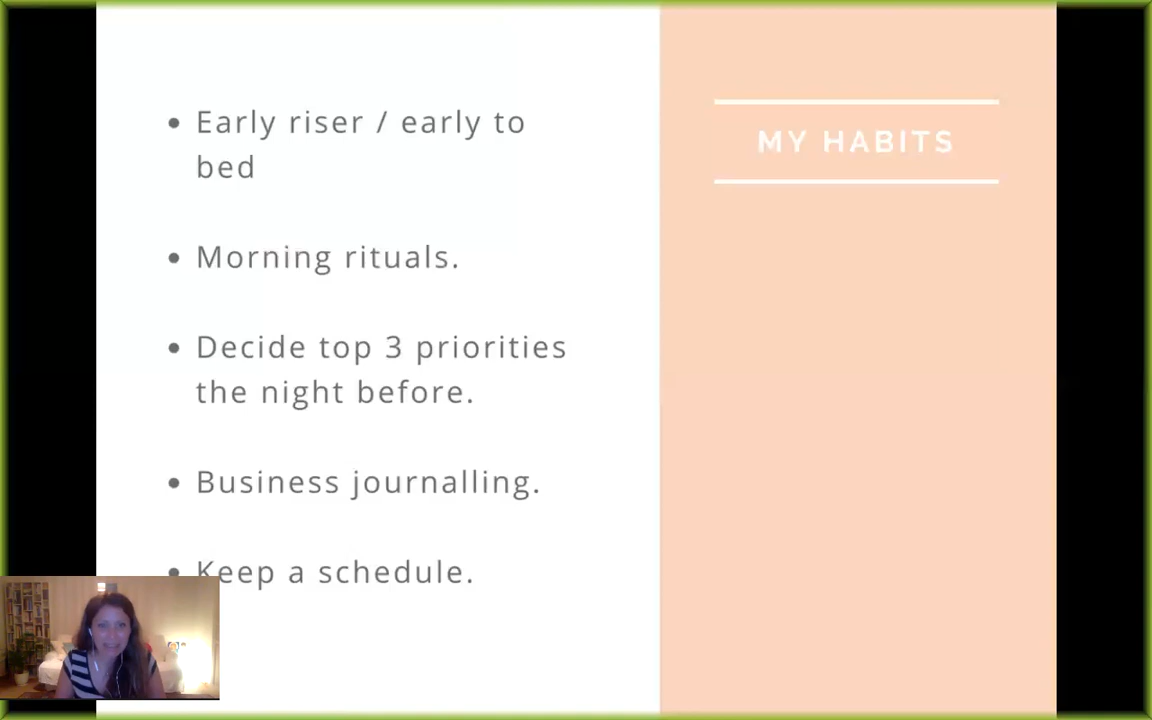 Early riser / early to
bed
Morning rituals.
Decide top 3 priorities
the night before.
Business journalling.
Keep a schedule.
MY HABITS